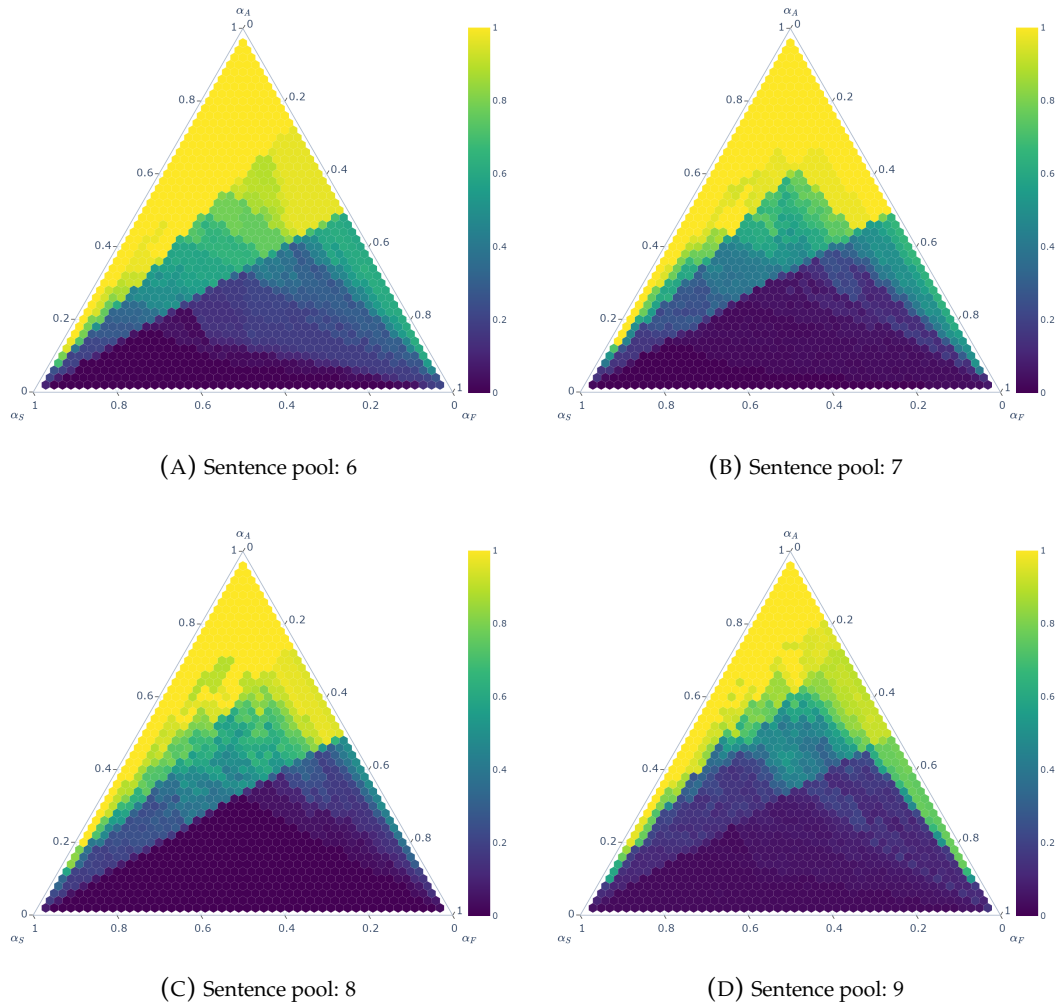 α_A α_A
1 0 1 1 0 1
0.8 0.2 0.8 0.8 0.2 0.8
0.6 0.4 0.6 0.6 0.4 0.6
0.4 0.6 0.4 0.4 0.6 0.4
0.2 0.8 0.2 0.2 0.8 0.2
0 1 0 0 1 0
1 0.8 0.6 0.4 0.2 0 1 0.8 0.6 0.4 0.2 0
α_S α_F α_S α_F
(A) Sentence pool: 6 (B) Sentence pool: 7
α_A α_A
1 0 1 1 0 1
0.8 0.2 0.8 0.8 0.2 0.8
0.6 0.4 0.6 0.6 0.4 0.6
0.4 0.6 0.4 0.4 0.6 0.4
0.2 0.8 0.2 0.2 0.8 0.2
0 1 0 0 1 0
1 0.8 0.6 0.4 0.2 0 1 0.8 0.6 0.4 0.2 0
α_S α_F α_S α_F
(C) Sentence pool: 8 (D) Sentence pool: 9